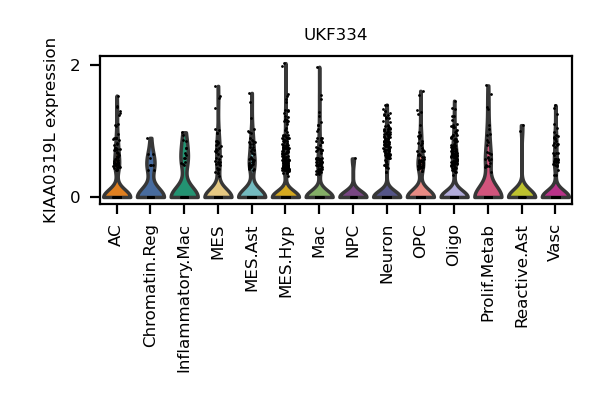 UKF334
KIAA0319L expression
2
0
AC
Chromatin.Reg
Inflammatory.Mac
MES
MES.Ast
MES.Hyp
Mac
NPC
Neuron
OPC
Oligo
Prolif.Metab
Reactive.Ast
Vasc